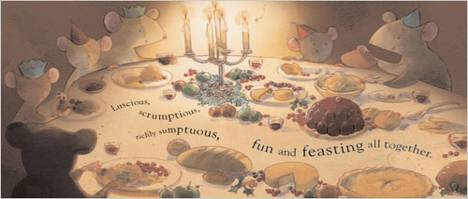 Luscious,
scrumptious,
richly sumptuous,
fun and feasting all together.